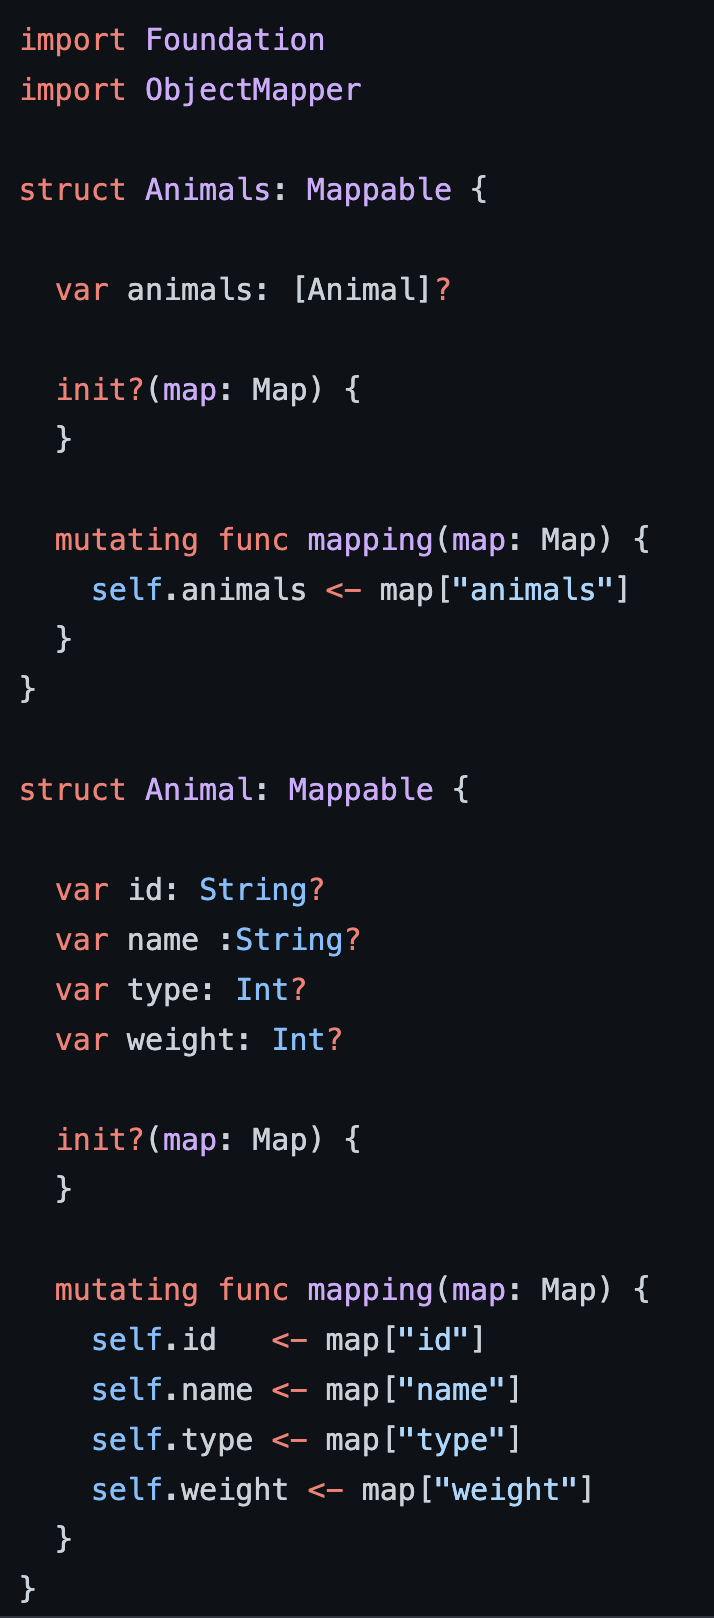 import Foundation
import ObjectMapper
struct Animals: Mappable {
var animals: [Animal]?
init?(map: Map) {
}
mutating func mapping(map: Map) {
self.animals <- map["animals"]
}
}
struct Animal: Mappable {
var id: String?
var name :String?
var type: Int?
var weight: Int?
init?(map: Map) {
}
mutating func mapping(map: Map) {
self.id   <- map["id"]
self.name <- map["name"]
self.type <- map["type"]
self.weight <- map["weight"]
}
}